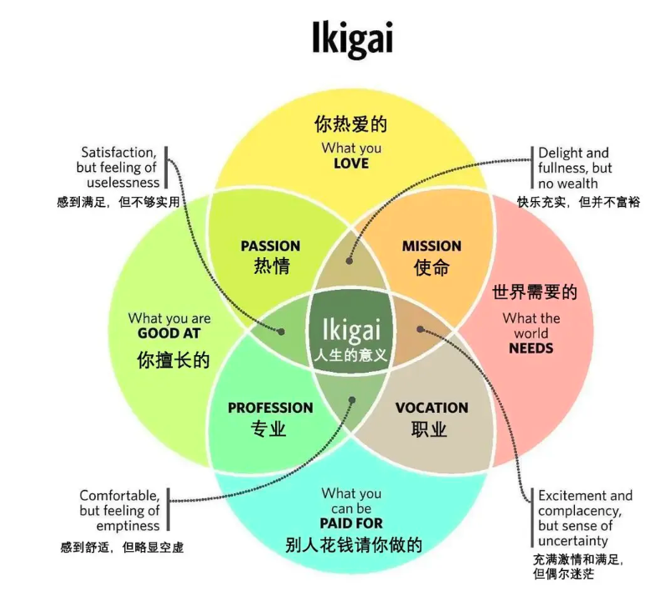 Ikigai
你热爱的
What you
LOVE
Satisfaction,
but feeling of
uselessness
感到满足，但不够实用
Delight and
fullness, but
no wealth
快乐充实，但并不富裕
PASSION
热情
MISSION
使命
What you are
GOOD AT
你擅长的
Ikigai
人生的意义
世界需要的
What the
world
NEEDS
PROFESSION
专业
VOCATION
职业
Comfortable,
but feeling of
emptiness
感到舒适，但略显空虚
What you
can be
PAID FOR
别人花钱请你做的
Excitement and
complacency,
but sense of
uncertainty
充满激情和满足，
但偶尔迷茫